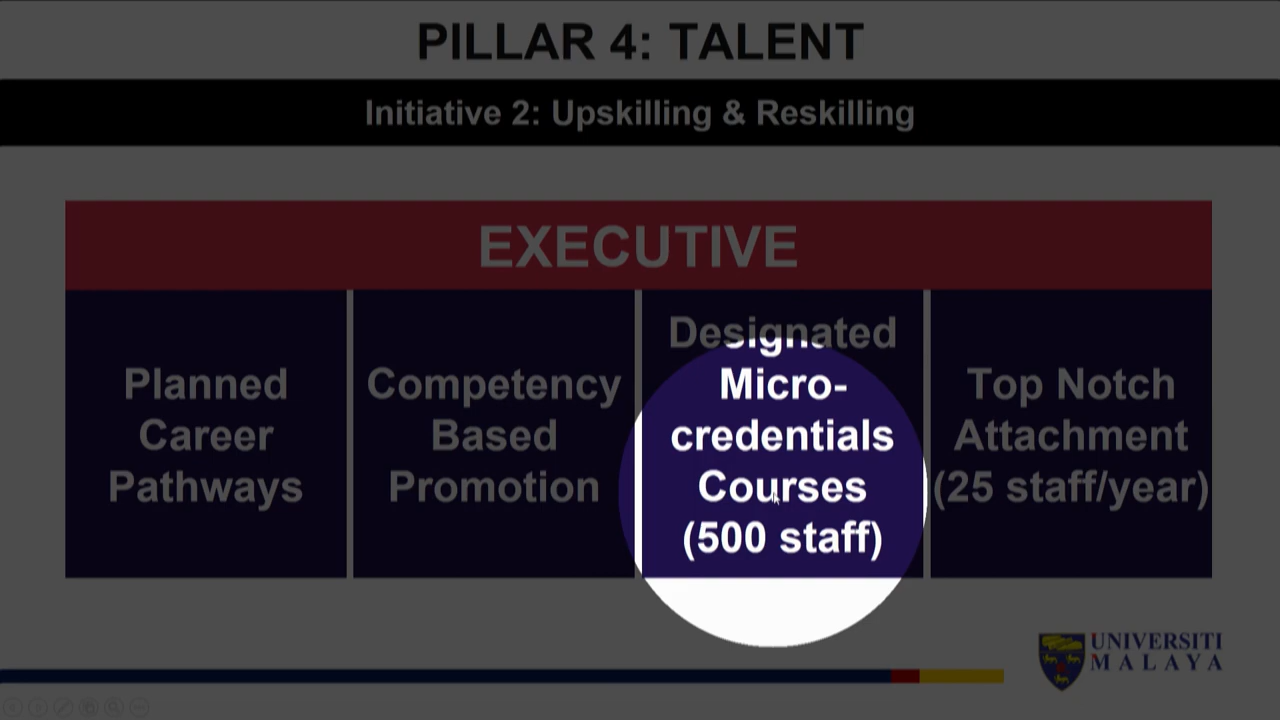 PILLAR 4: TALENT
Initiative 2: Upskilling & Reskilling
EXECUTIVE
Planned
Career
Pathways
Competency
Based
Promotion
Designated
Micro-
credentials
Courses
(500 staff)
Top Notch
Attachment
(25 staff/year)
UNIVERSITI
MALAYA